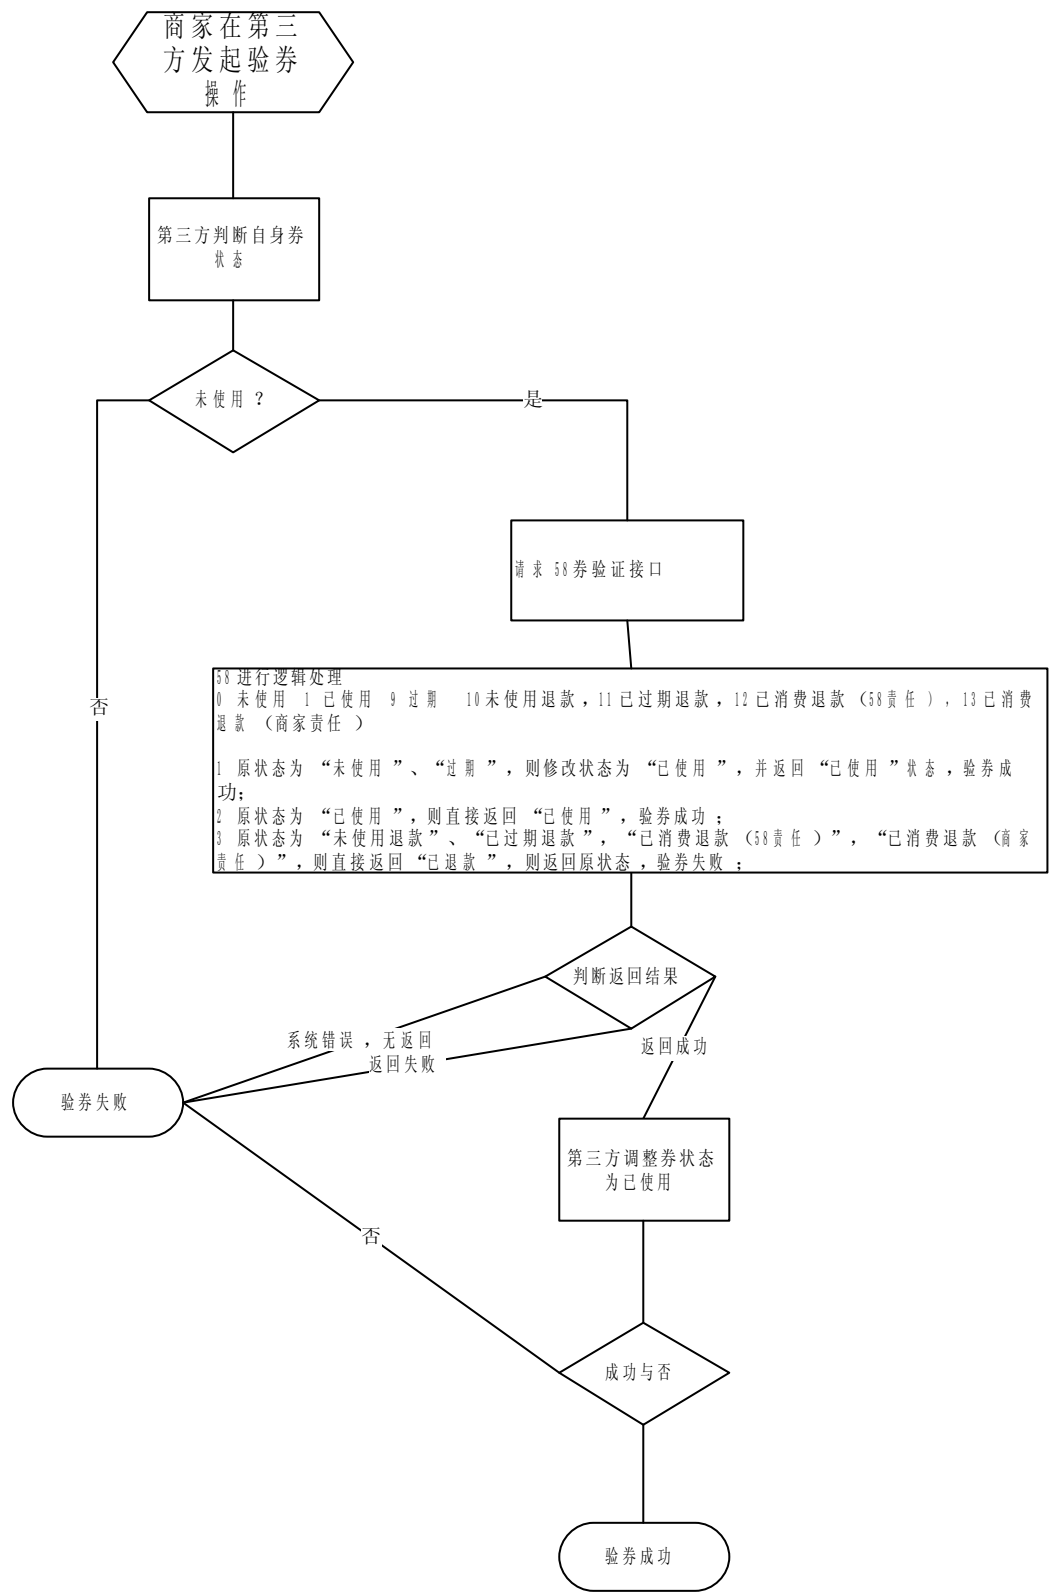 商家在第三
方发起验券
操作
第三方判断自身券
状态
未使用?
是
请求 58券验证接口
否
58 进行逻辑处理
0 未使用 1 已使用 9 过期 10未使用退款,11已过期退款,12已消费退款(58责任),13已消费
退款(商家责任)
1 原状态为“未使用”、“过期”,则修改状态为“已使用”,并返回“已使用”状态,验券成
功;
2 原状态为“已使用”,则直接返回“已使用”,验券成功;
3 原状态为“未使用退款”、“已过期退款”,“已消费退款(58责任)”,“已消费退款(商家
责任)”,则直接返回“已退款”,则返回原状态,验券失败;
判断返回结果
系统错误,无返回
返回失败
返回成功
验券失败
第三方调整券状态
为已使用
否
成功与否
验券成功